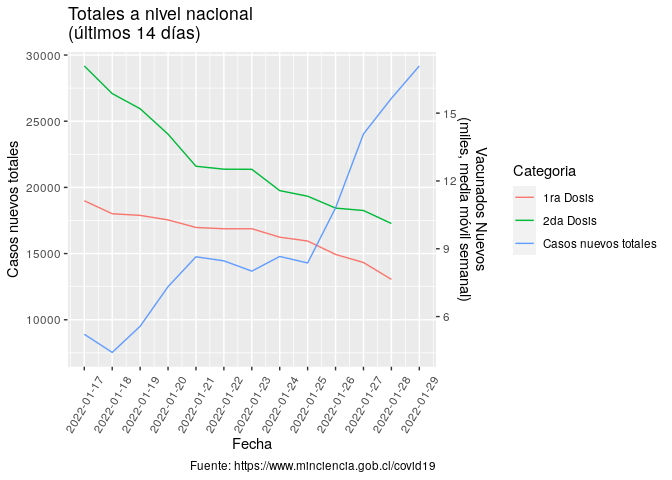 Totales a nivel nacional
(últimos 14 días)
30000
25000
20000
15000
10000
Casos nuevos totales
15
12
9
6
Vacunados Nuevos
(miles, media móvil semanal)
2022-01-17
2022-01-18
2022-01-19
2022-01-20
2022-01-21
2022-01-22
2022-01-23
2022-01-24
2022-01-25
2022-01-26
2022-01-27
2022-01-28
2022-01-29
Fecha
Categoria
1ra Dosis
2da Dosis
Casos nuevos totales
Fuente: https://www.minciencia.gob.cl/covid19